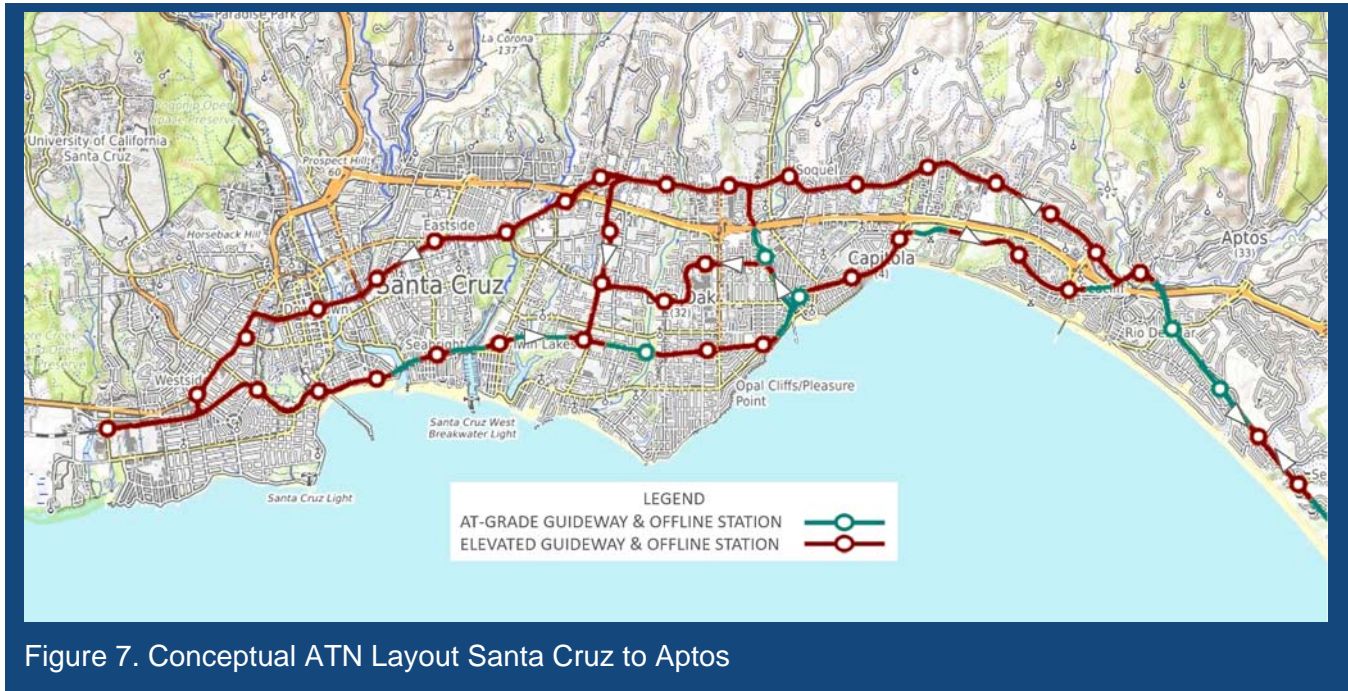 Paradise Park
La Corona
137
University of California
Santa Cruz
Prospect Hill
60
Horseback Hill
Eastside
Soquel
Aptos
(33)
Santa Cruz
Capitola
(4)
Oak
(32)
Rio Del Mar
Westside
Seabright
Twin Lakes
Opal Cliffs/Pleasure
Point
Santa Cruz West
Breakwater Light
Santa Cruz Light
LEGEND
AT-GRADE GUIDEWAY & OFFLINE STATION
ELEVATED GUIDEWAY & OFFLINE STATION
Figure 7. Conceptual ATN Layout Santa Cruz to Aptos